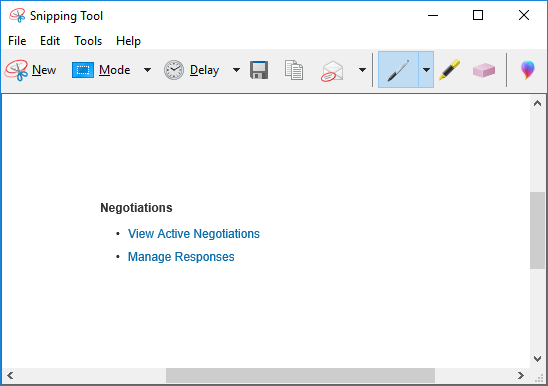 Snipping Tool
File Edit Tools Help
New Mode Delay
Negotiations
• View Active Negotiations
• Manage Responses